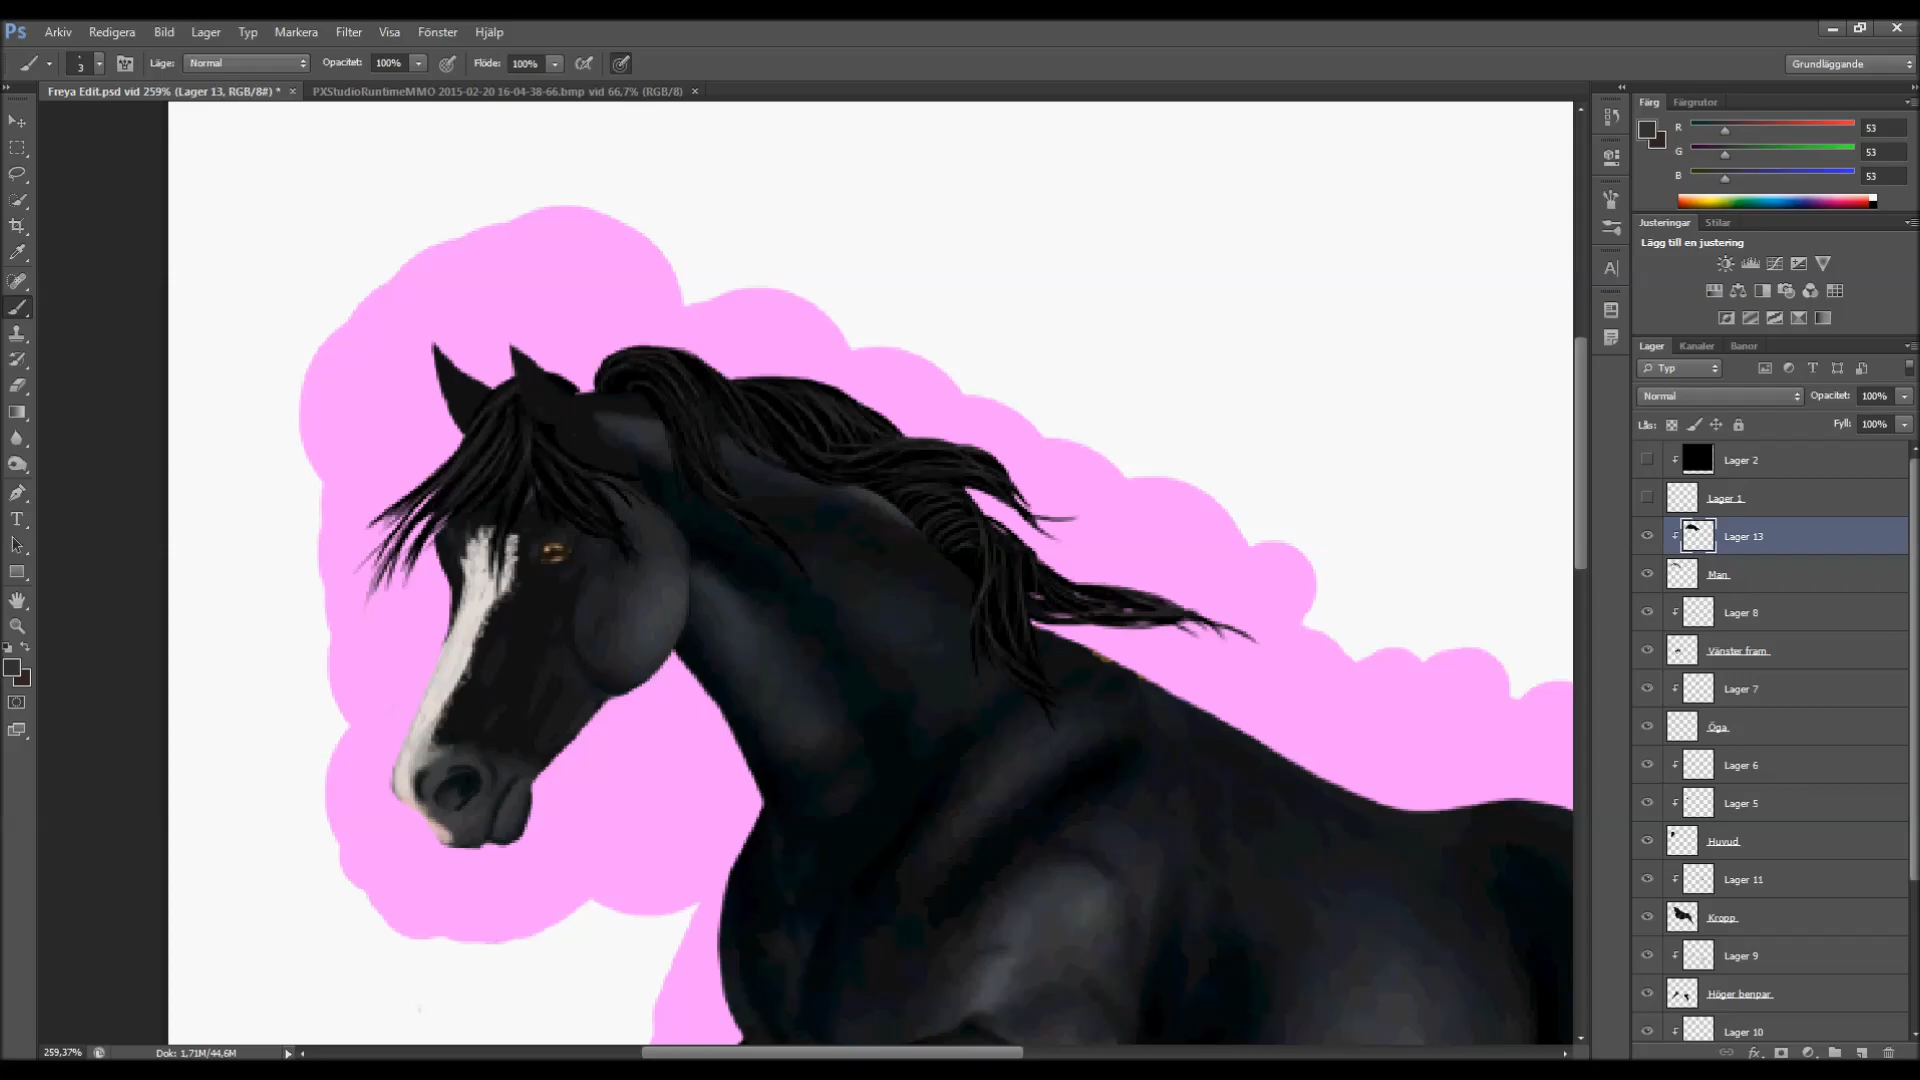 Ps Arkiv Redigera Bild Lager Typ Markera Filter Visa Fönster Hjälp
3 Läge: Normal Opacitet: 100% Flöde: 100% Grundläggande
Freya Edit.psd vid 259% (Lager 13, RGB/8#) * × PXStudioRuntimeMMO 2015-02-20 16-04-38-66.bmp vid 66,7% (RGB/8) ×
Färg Färgrutor
R 53
G 53
B 53
Justeringar Stilar
Lägg till en justering
Lager Kanaler Banor
Typ
Normal Opacitet: 100%
Lås: Fyll: 100%
Lager 2
Lager 1
Lager 13
Man
Lager 8
Vänster fram
Lager 7
Öga
Lager 6
Lager 5
Huvud
Lager 11
Kropp
Lager 9
Höger benpar
Lager 10
259,37% Dok: 1,71M/44,6M